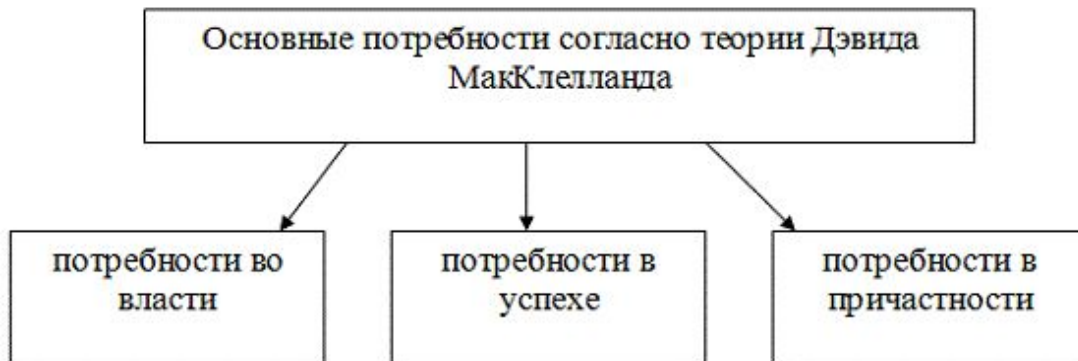 Основные потребности согласно теории Дэвида
МакКлелланда
потребности во
власти
потребности в
успехе
потребности в
причастности